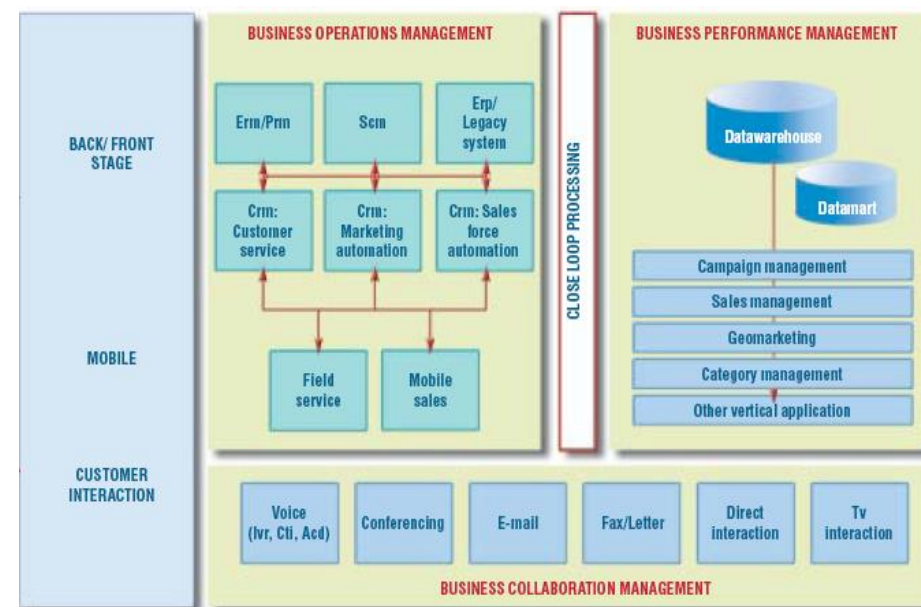 BACK/ FRONT
STAGE
MOBILE
CUSTOMER
INTERACTION
BUSINESS OPERATIONS MANAGEMENT
Erm/Prm
Scm
Erp/
Legacy
system
Crm:
Customer
service
Crm:
Marketing
automation
Crm: Sales
force
automation
Field
service
Mobile
sales
CLOSE LOOP PROCESSING
BUSINESS PERFORMANCE MANAGEMENT
Datawarehouse
Datamart
Campaign management
Sales management
Geomarketing
Category management
Other vertical application
Voice
(Ivr, Cti, Acd)
Conferencing
E-mail
Fax/Letter
Direct
interaction
Tv
interaction
BUSINESS COLLABORATION MANAGEMENT